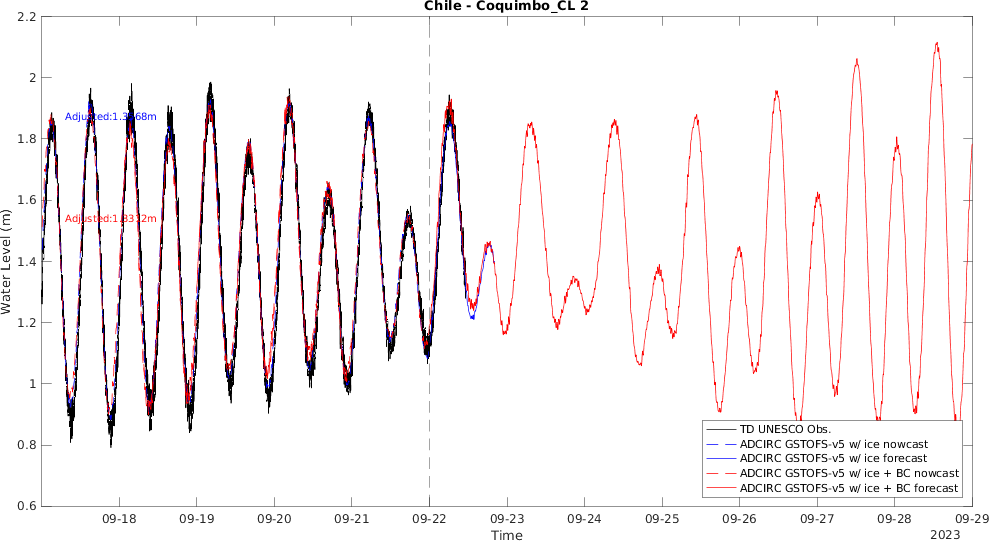 Chile - Coquimbo_CL 2
2.2
2
1.8
1.6
1.4
1.2
1
0.8
0.6
Water Level (m)
TD UNESCO Obs.
ADCIRC GSTOFS-v5 w/ ice nowcast
ADCIRC GSTOFS-v5 w/ ice forecast
ADCIRC GSTOFS-v5 w/ ice + BC nowcast
ADCIRC GSTOFS-v5 w/ ice + BC forecast
09-18 09-19 09-20 09-21 09-22 09-23 09-24 09-25 09-26 09-27 09-28 09-29
Time
2023